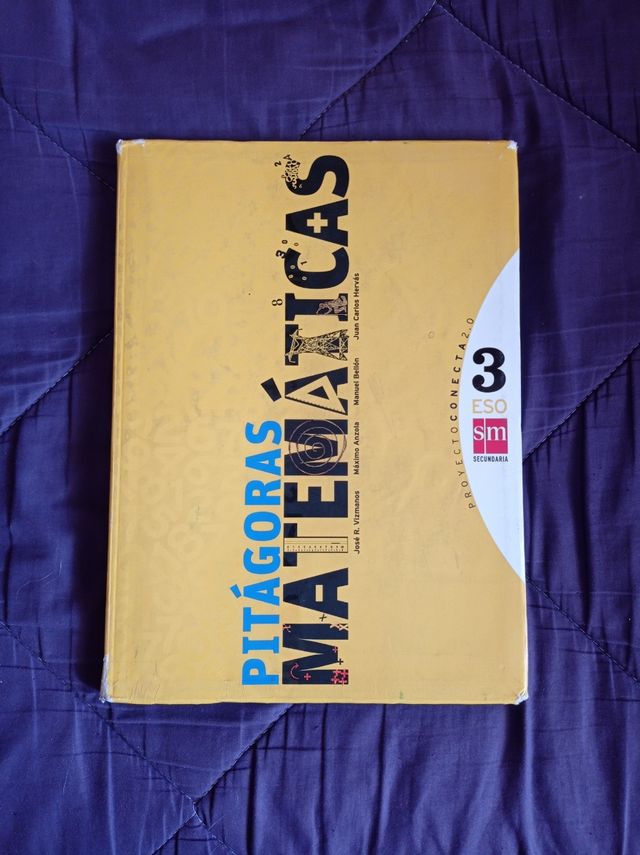 PITÁGORAS
MATEMÁTICAS
José R. Vizmanos Máximo Anzola Manuel Bellón Juan Carlos Hervás
PROYECTOCONECTA2.0
3
ESO
sm
SECUNDARIA